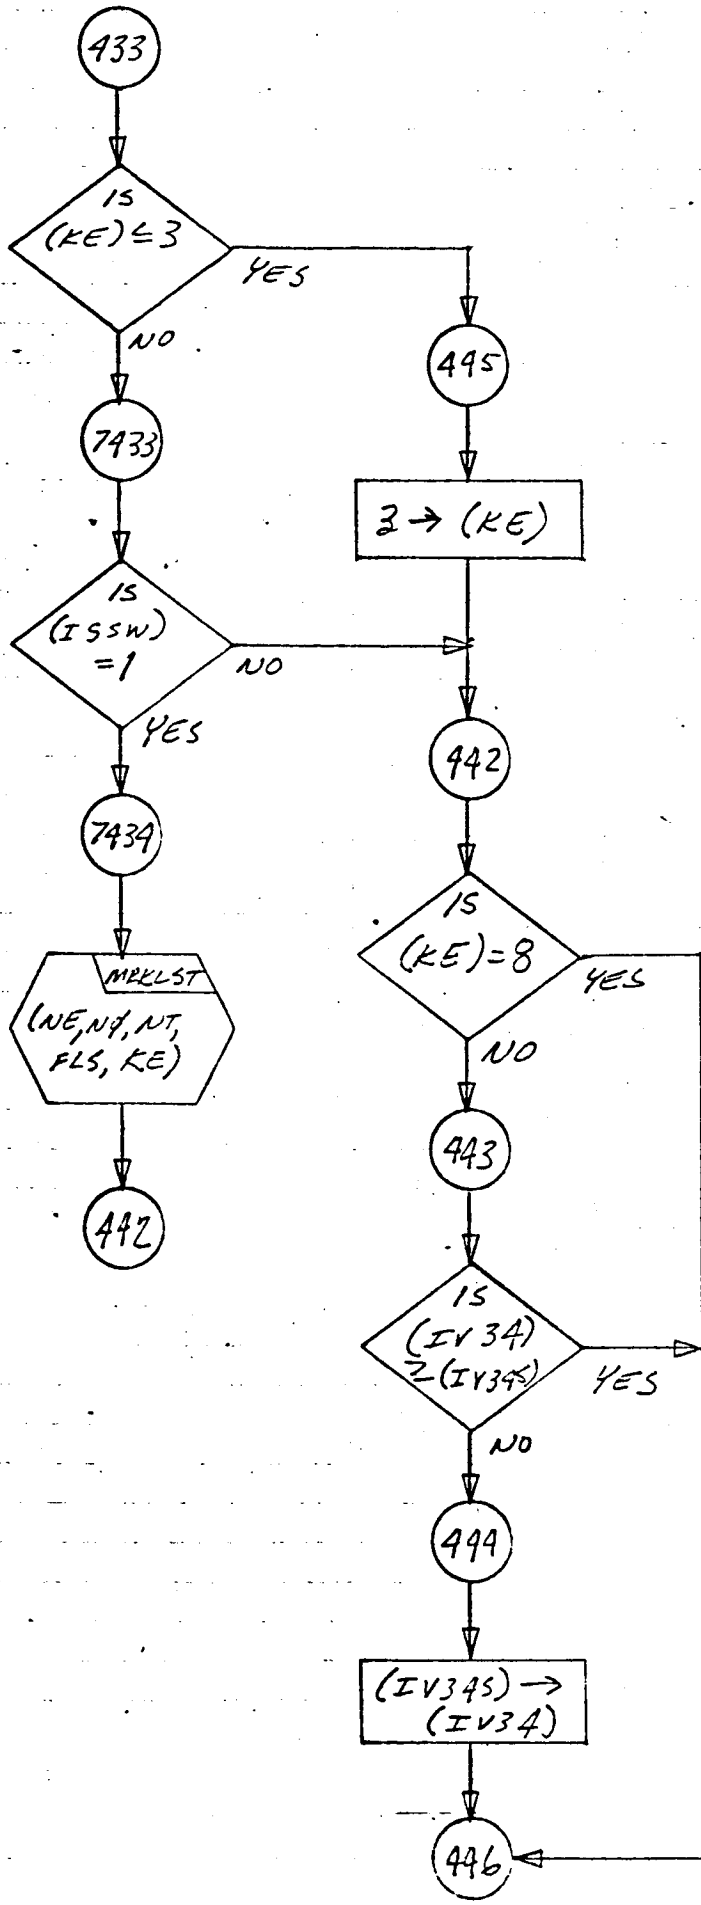 433
IS
(KE) ≤ 3
YES
NO
495
7433
3 → (KE)
IS
(ISSW)
= 1
NO
YES
442
7434
IS
(KE) = 8
YES
NO
MRKLST
(NE, NØ, NT,
FLS, KE)
443
442
IS
(IV34)
≥ (IV34S)
YES
NO
444
(IV34S) →
(IV34)
446